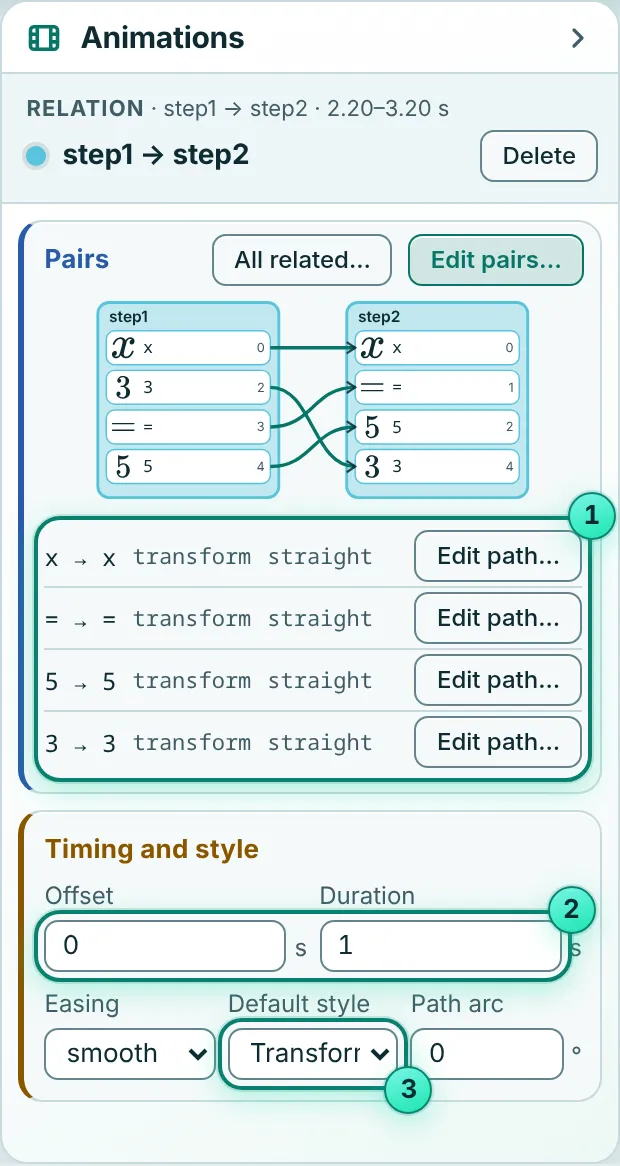 Animations
RELATION · step1 → step2 · 2.20–3.20 s
step1 → step2
Delete
Pairs
All related...
Edit pairs...
step1
step2
x x 0
x x 0
3 3 2
= = 1
= = 3
5 5 2
5 5 4
3 3 4
1
x → x transform straight Edit path...
= → = transform straight Edit path...
5 → 5 transform straight Edit path...
3 → 3 transform straight Edit path...
Timing and style
Offset Duration
2
0 s 1 s
Easing Default style Path arc
smooth Transfor 0 °
3